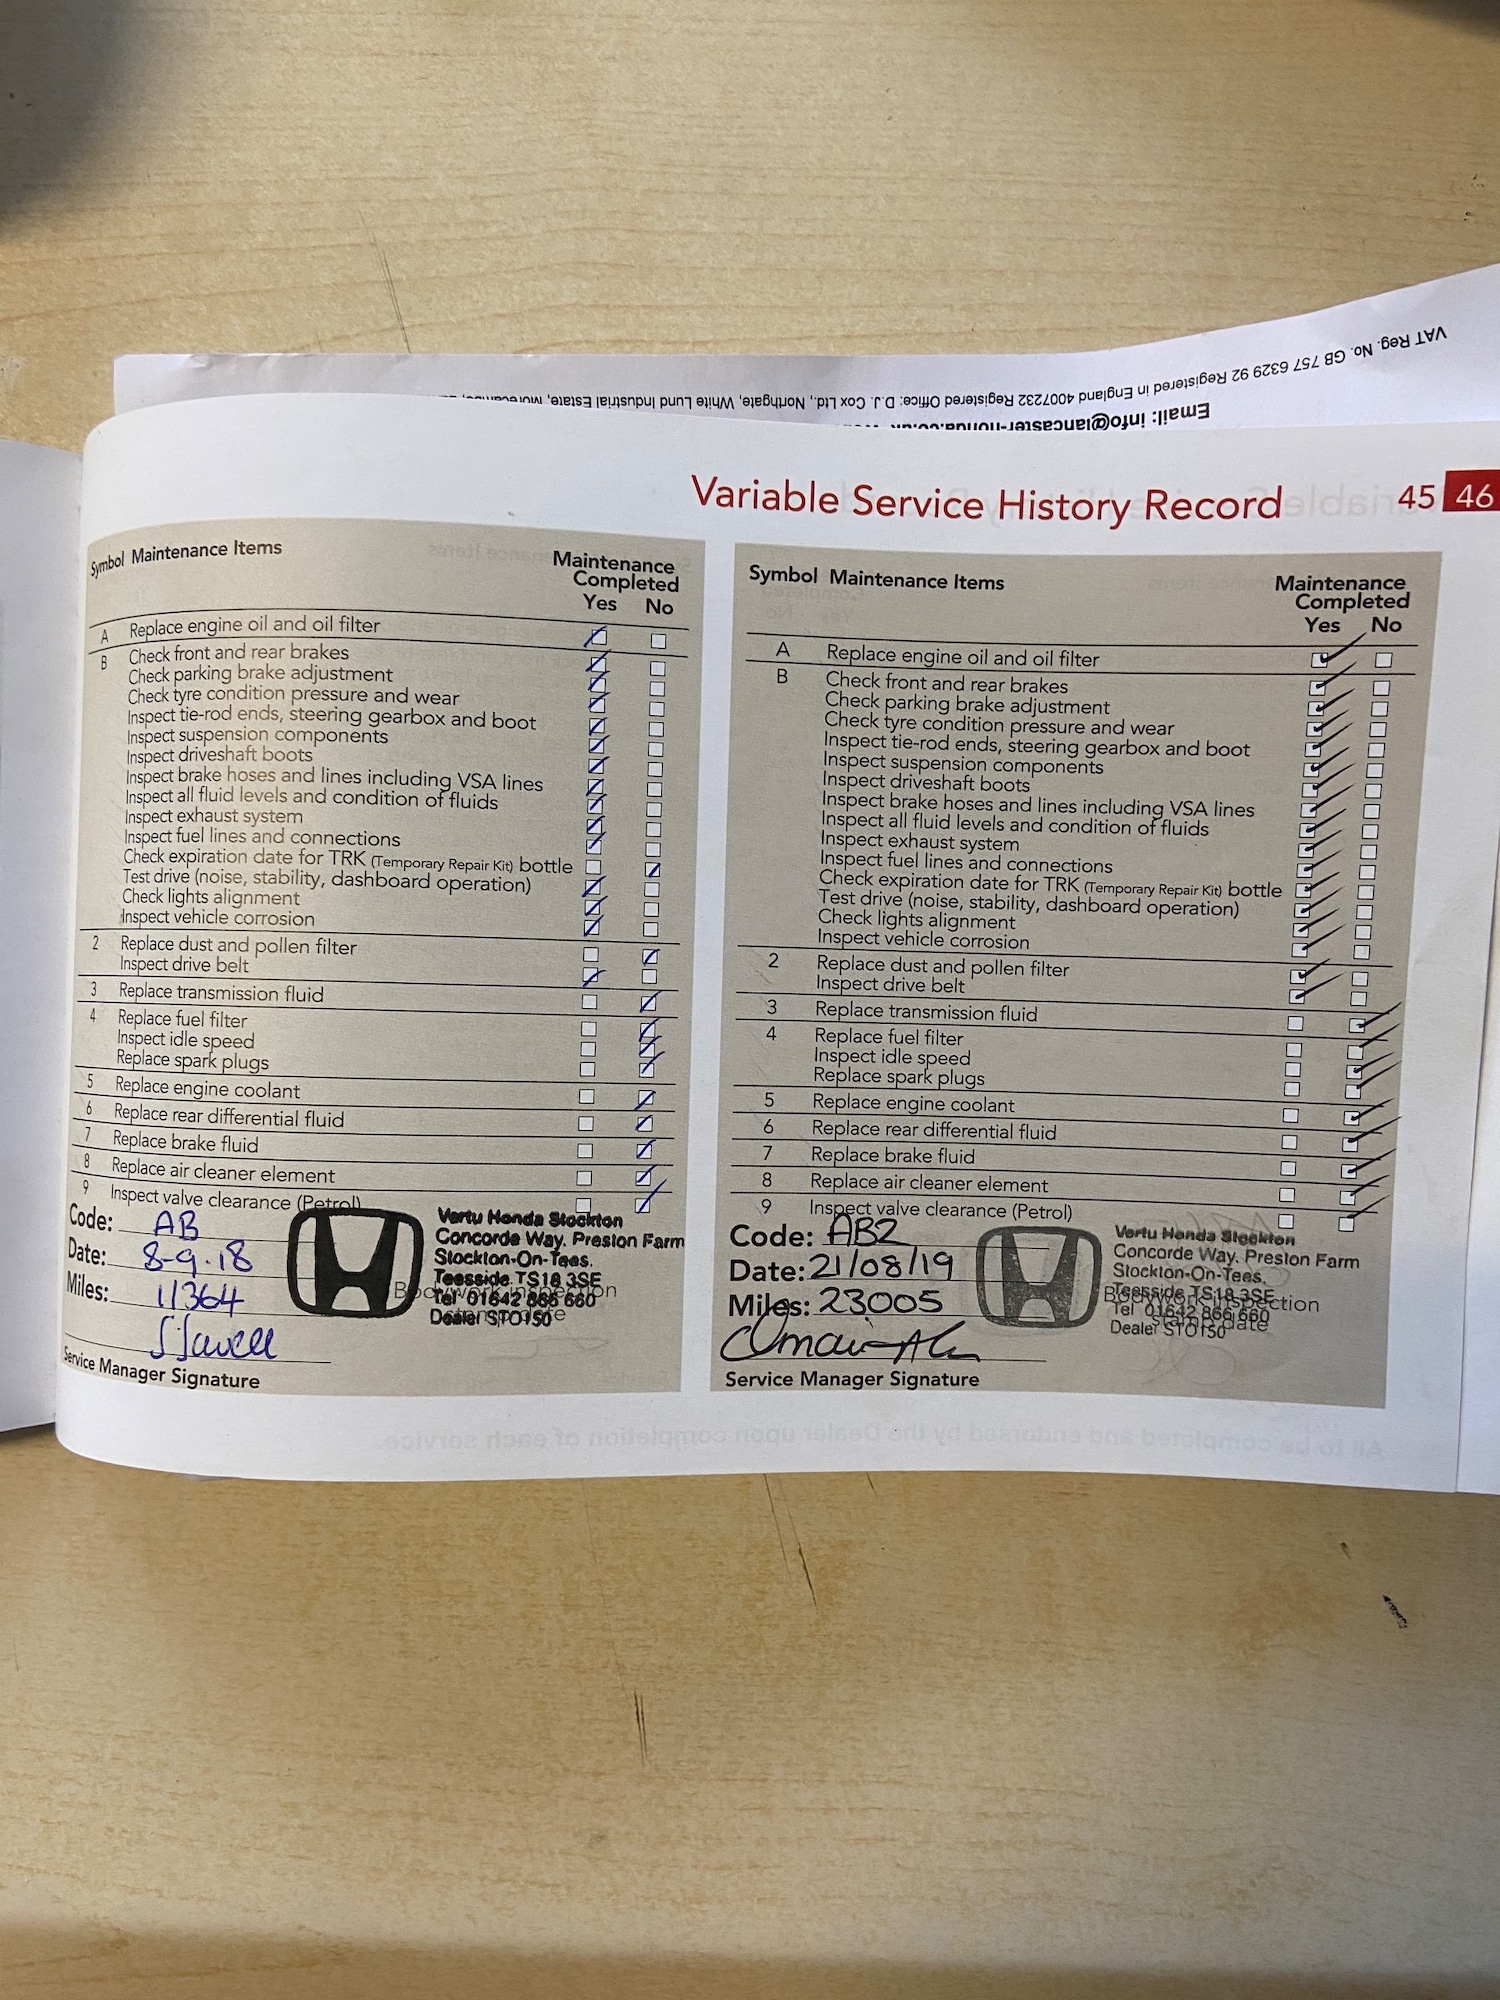 VAT Reg. No. GB 757 6329 92 Registered in England 4007232 Registered Office: D.J. Cox Ltd., Northgate, White Lund Industrial Estate,
Email: info@lancaster-honda.co.uk
Variable Service History Record 45 46
Symbol Maintenance Items
Maintenance
Completed
Yes No
A Replace engine oil and oil filter
B Check front and rear brakes
Check parking brake adjustment
Check tyre condition pressure and wear
Inspect tie-rod ends, steering gearbox and boot
Inspect suspension components
Inspect driveshaft boots
Inspect brake hoses and lines including VSA lines
Inspect all fluid levels and condition of fluids
Inspect exhaust system
Inspect fuel lines and connections
Check expiration date for TRK (Temporary Repair Kit) bottle
Test drive (noise, stability, dashboard operation)
Check lights alignment
Inspect vehicle corrosion
2 Replace dust and pollen filter
Inspect drive belt
3 Replace transmission fluid
4 Replace fuel filter
Inspect idle speed
Replace spark plugs
5 Replace engine coolant
6 Replace rear differential fluid
7 Replace brake fluid
8 Replace air cleaner element
9 Inspect valve clearance (Petrol)
Code: AB
Date: 8-9-18
Miles: 11364
Service Manager Signature
Vertu Honda Stockton
Concorde Way. Preston Farm
Stockton-On-Tees.
Teesside. TS18 3SE
Tel 01642 866 660
Dealer STO150
Bodywork inspection
stamp date
Symbol Maintenance Items
Maintenance
Completed
Yes No
A Replace engine oil and oil filter
B Check front and rear brakes
Check parking brake adjustment
Check tyre condition pressure and wear
Inspect tie-rod ends, steering gearbox and boot
Inspect suspension components
Inspect driveshaft boots
Inspect brake hoses and lines including VSA lines
Inspect all fluid levels and condition of fluids
Inspect exhaust system
Inspect fuel lines and connections
Check expiration date for TRK (Temporary Repair Kit) bottle
Test drive (noise, stability, dashboard operation)
Check lights alignment
Inspect vehicle corrosion
2 Replace dust and pollen filter
Inspect drive belt
3 Replace transmission fluid
4 Replace fuel filter
Inspect idle speed
Replace spark plugs
5 Replace engine coolant
6 Replace rear differential fluid
7 Replace brake fluid
8 Replace air cleaner element
9 Inspect valve clearance (Petrol)
Code: AB2
Date: 21/08/19
Miles: 23005
Service Manager Signature
Vertu Honda Stockton
Concorde Way. Preston Farm
Stockton-On-Tees.
Teesside. TS18 3SE
Tel 01642 866 660
Dealer STO150
Bodywork inspection
stamp date